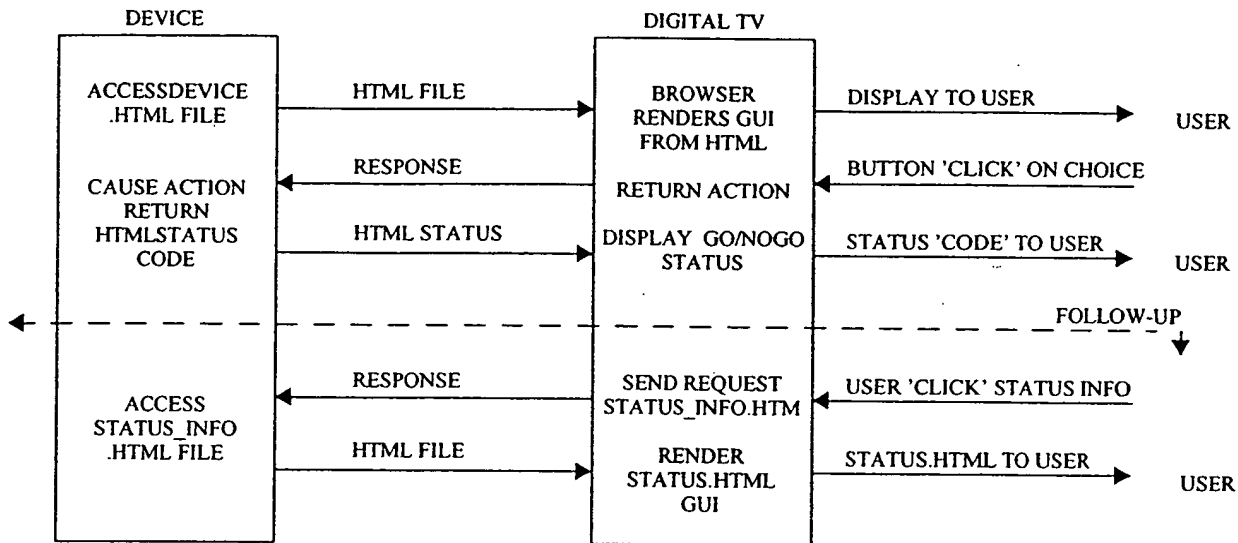 DEVICE
DIGITAL TV
ACCESSDEVICE
.HTML FILE
HTML FILE
BROWSER
RENDERS GUI
FROM HTML
DISPLAY TO USER
USER
RESPONSE
RETURN ACTION
BUTTON 'CLICK' ON CHOICE
CAUSE ACTION
RETURN
HTMLSTATUS
CODE
HTML STATUS
DISPLAY GO/NOGO
STATUS
STATUS 'CODE' TO USER
USER
FOLLOW-UP
RESPONSE
SEND REQUEST
STATUS_INFO.HTM
USER 'CLICK' STATUS INFO
ACCESS
STATUS_INFO
.HTML FILE
HTML FILE
RENDER
STATUS.HTML
GUI
STATUS.HTML TO USER
USER